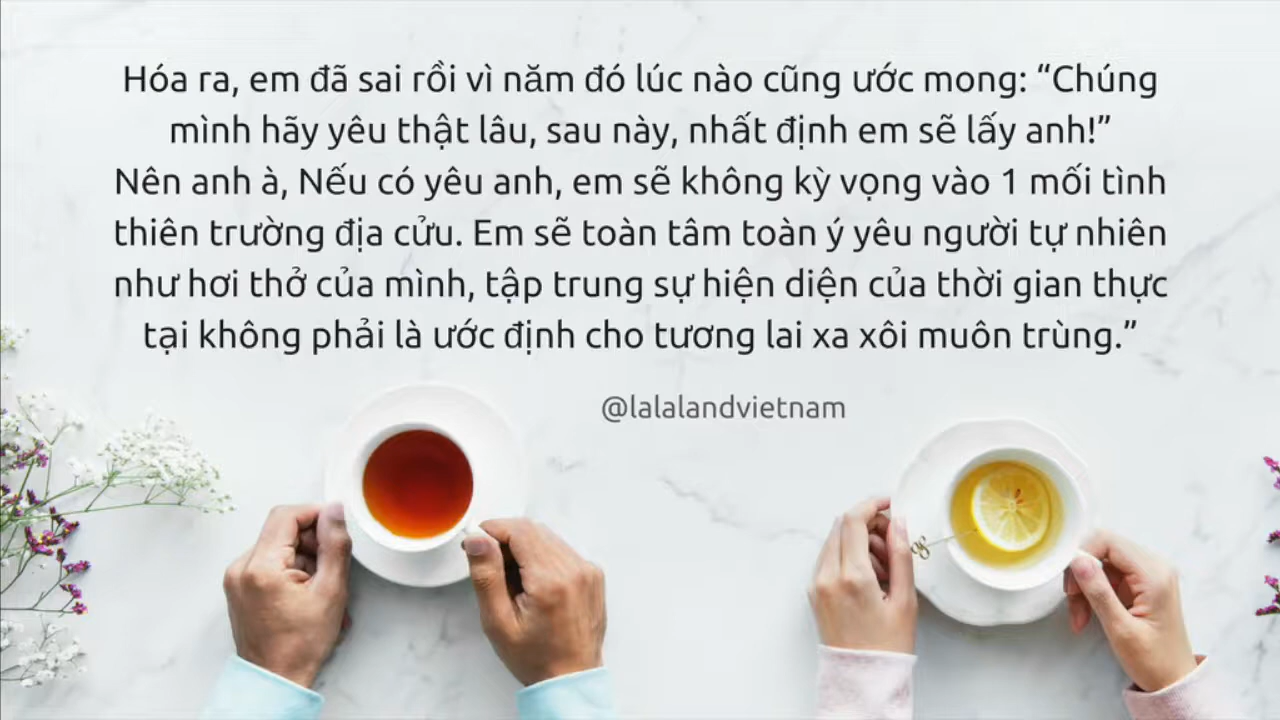 Hóa ra, em đã sai rồi vì năm đó lúc nào cũng ước mong: “Chúng
mình hãy yêu thật lâu, sau này, nhất định em sẽ lấy anh!”
Nên anh à, Nếu có yêu anh, em sẽ không kỳ vọng vào 1 mối tình
thiên trường địa cửu. Em sẽ toàn tâm toàn ý yêu người tự nhiên
như hơi thở của mình, tập trung sự hiện diện của thời gian thực
tại không phải là ước định cho tương lai xa xôi muôn trùng.”
@lalalandvietnam